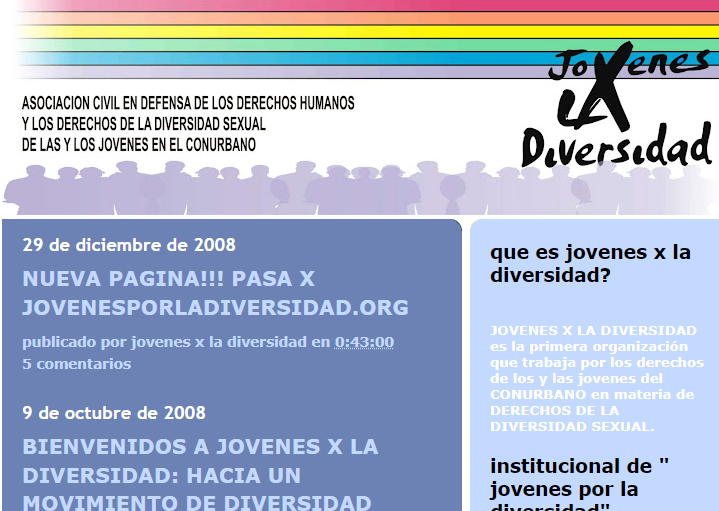 ASOCIACION CIVIL EN DEFENSA DE LOS DERECHOS HUMANOS
Y LOS DERECHOS DE LA DIVERSIDAD SEXUAL
DE LAS Y LOS JOVENES EN EL CONURBANO
JoVenes
X LA
DiVersidad
29 de diciembre de 2008
NUEVA PAGINA!!! PASA X
JOVENESPORLADIVERSIDAD.ORG
publicado por jovenes x la diversidad en 0:43:00
5 comentarios
9 de octubre de 2008
BIENVENIDOS A JOVENES X LA
DIVERSIDAD: HACIA UN
MOVIMIENTO DE DIVERSIDAD
que es jovenes x la
diversidad?
JOVENES X LA DIVERSIDAD
es la primera organización
que trabaja por los derechos
de los y las jovenes del
CONURBANO en materia de
DERECHOS DE LA
DIVERSIDAD SEXUAL.
institucional de "
jovenes por la
diversidad"